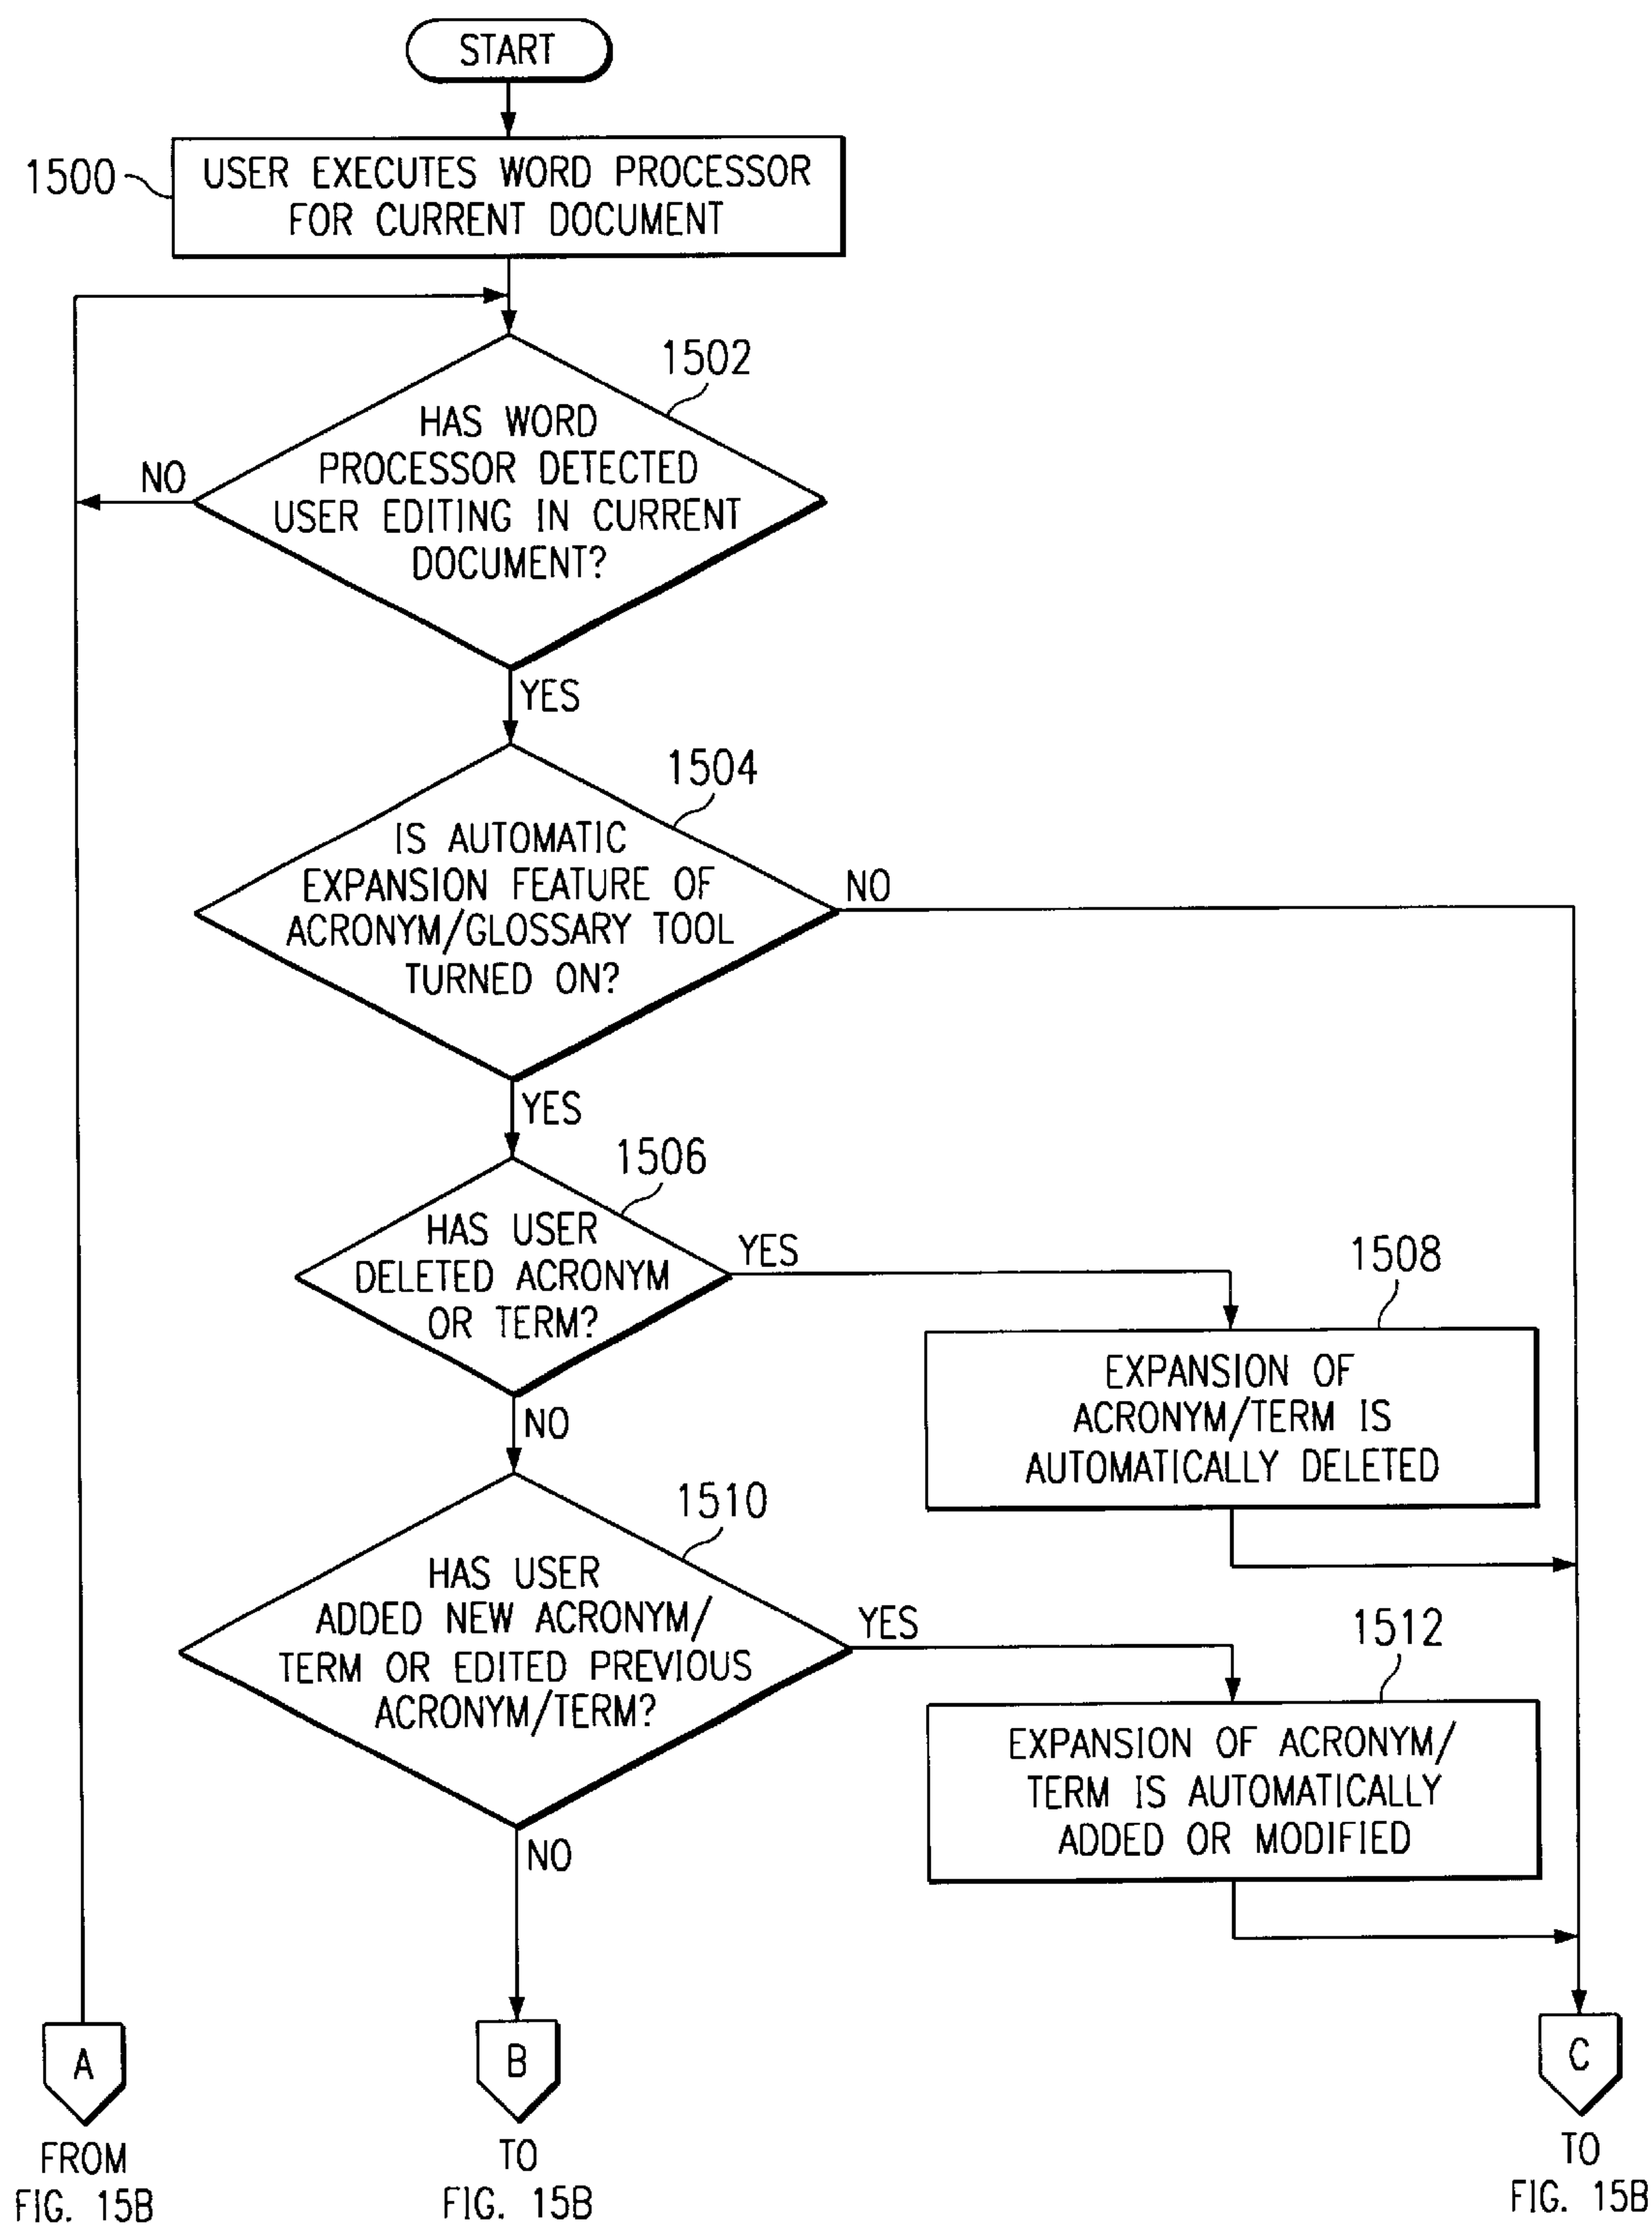 START
1500
USER EXECUTES WORD PROCESSOR
FOR CURRENT DOCUMENT
1502
HAS WORD
PROCESSOR DETECTED
USER EDITING IN CURRENT
DOCUMENT?
NO
YES
1504
IS AUTOMATIC
EXPANSION FEATURE OF
ACRONYM/GLOSSARY TOOL
TURNED ON?
NO
YES
1506
HAS USER
DELETED ACRONYM
OR TERM?
YES
NO
1508
EXPANSION OF
ACRONYM/TERM IS
AUTOMATICALLY DELETED
1510
HAS USER
ADDED NEW ACRONYM/
TERM OR EDITED PREVIOUS
ACRONYM/TERM?
YES
NO
1512
EXPANSION OF ACRONYM/
TERM IS AUTOMATICALLY
ADDED OR MODIFIED
A
FROM
FIG. 15B
B
TO
FIG. 15B
C
TO
FIG. 15B